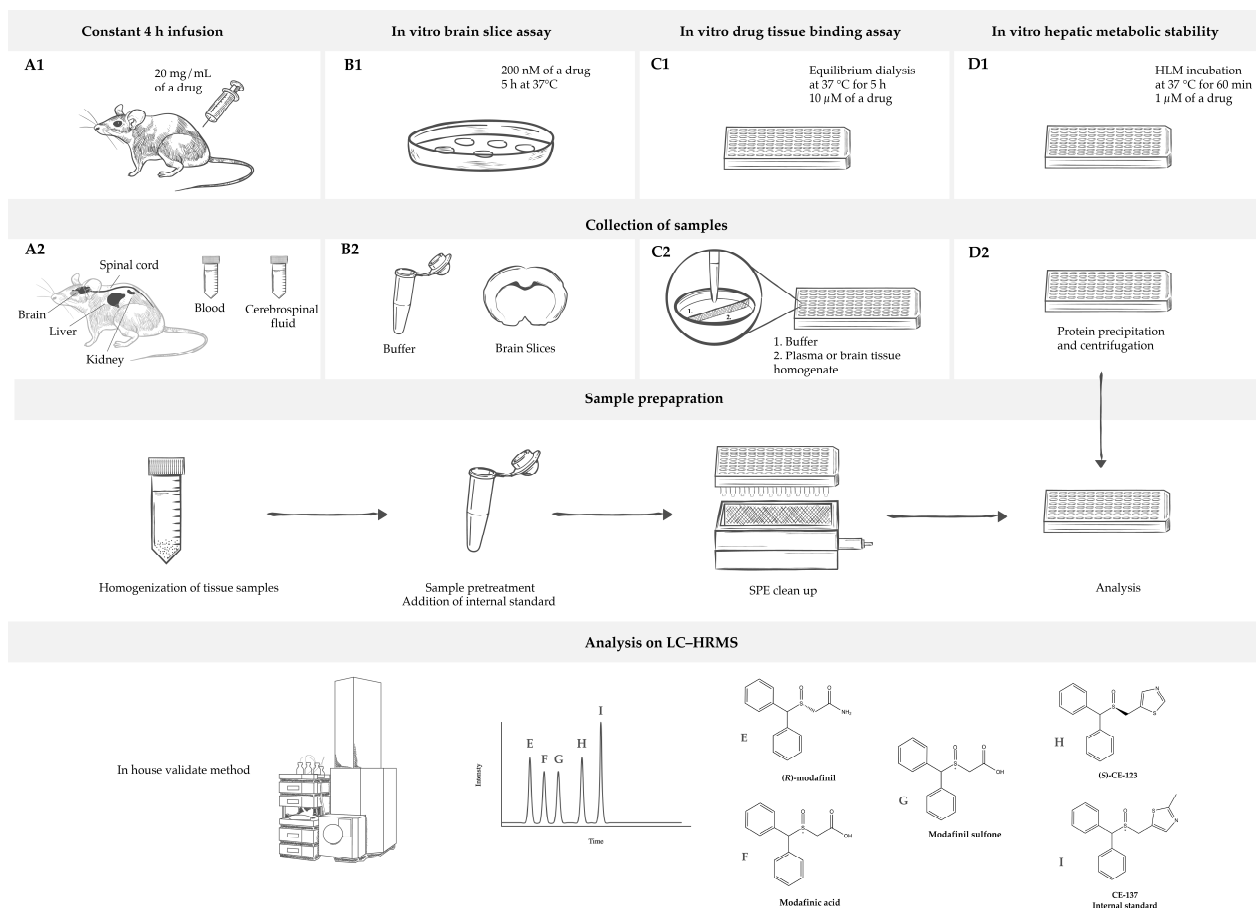 Constant 4 h infusion
In vitro brain slice assay
In vitro drug tissue binding assay
In vitro hepatic metabolic stability
A1
20 mg/mL
of a drug
B1
200 nM of a drug
5 h at 37°C
C1
Equilibrium dialysis
at 37 °C for 5 h
10 µM of a drug
D1
HLM incubation
at 37 °C for 60 min
1 µM of a drug
Collection of samples
A2
Spinal cord
Brain
Liver
Kidney
Blood
Cerebrospinal
fluid
B2
Buffer
Brain Slices
C2
1.
2.
1. Buffer
2. Plasma or brain tissue
homogenate
D2
Protein precipitation
and centrifugation
Sample prepapration
Homogenization of tissue samples
Sample pretreatment
Addition of internal standard
SPE clean up
Analysis
Analysis on LC–HRMS
In house validate method
Intensty
E
F
G
H
I
Time
O
O
S
NH₂
E
(R)-modafinil
O
O
S
OH
F
Modafinic acid
O
O
S
OH
G
Modafinil sulfone
O
S
N
S
H
(S)-CE-123
O
S
S
N
I
CE-137
Internal standard